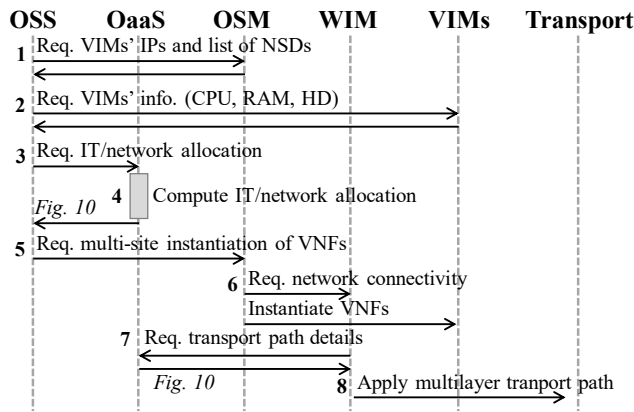 OSS OaaS OSM WIM VIMs Transport
1 Req. VIMs' IPs and list of NSDs
2 Req. VIMs' info. (CPU, RAM, HD)
3 Req. IT/network allocation
4 Compute IT/network allocation
Fig. 10
5 Req. multi-site instantiation of VNFs
6 Req. network connectivity
Instantiate VNFs
7 Req. transport path details
Fig. 10
8 Apply multilayer tranport path